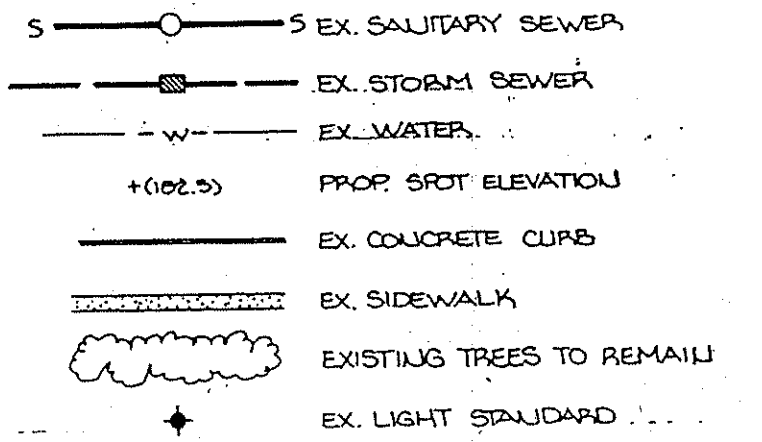 S S EX. SANITARY SEWER
EX. STORM SEWER
W EX. WATER
+(182.5) PROP. SPOT ELEVATION
EX. CONCRETE CURB
EX. SIDEWALK
EXISTING TREES TO REMAIN
EX. LIGHT STANDARD